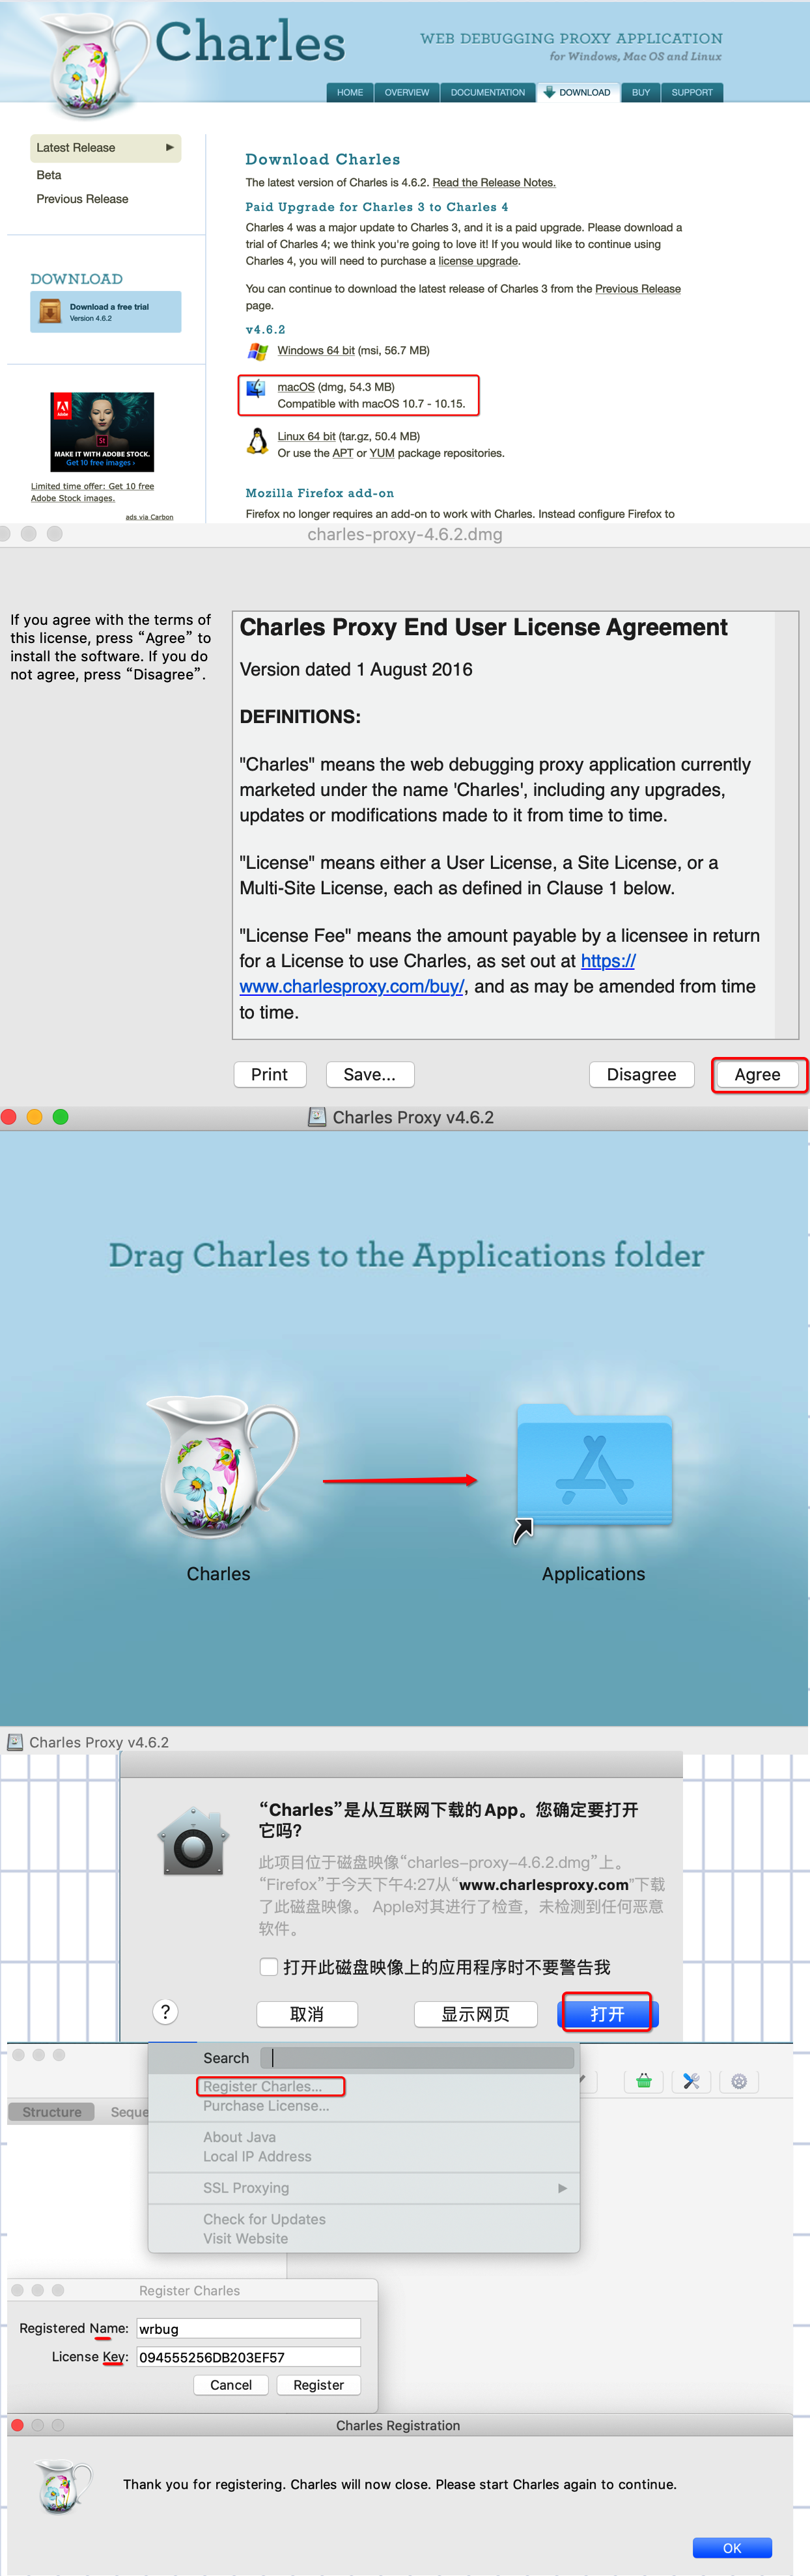 Charles
WEB DEBUGGING PROXY APPLICATION
for Windows, Mac OS and Linux
HOME OVERVIEW DOCUMENTATION DOWNLOAD BUY SUPPORT
Latest Release
Beta
Previous Release
DOWNLOAD
Download a free trial
Version 4.6.2
Adobe
St
MAKE IT WITH ADOBE STOCK.
Get 10 free images ›
Limited time offer: Get 10 free
Adobe Stock images.
ads via Carbon
Download Charles
The latest version of Charles is 4.6.2. Read the Release Notes.
Paid Upgrade for Charles 3 to Charles 4
Charles 4 was a major update to Charles 3, and it is a paid upgrade. Please download a
trial of Charles 4; we think you're going to love it! If you would like to continue using
Charles 4, you will need to purchase a license upgrade.
You can continue to download the latest release of Charles 3 from the Previous Release
page.
v4.6.2
Windows 64 bit (msi, 56.7 MB)
macOS (dmg, 54.3 MB)
Compatible with macOS 10.7 - 10.15.
Linux 64 bit (tar.gz, 50.4 MB)
Or use the APT or YUM package repositories.
Mozilla Firefox add-on
Firefox no longer requires an add-on to work with Charles. Instead configure Firefox to
charles-proxy-4.6.2.dmg
If you agree with the terms of
this license, press “Agree” to
install the software. If you do
not agree, press “Disagree”.
Charles Proxy End User License Agreement
Version dated 1 August 2016
DEFINITIONS:
"Charles" means the web debugging proxy application currently
marketed under the name 'Charles', including any upgrades,
updates or modifications made to it from time to time.
"License" means either a User License, a Site License, or a
Multi-Site License, each as defined in Clause 1 below.
"License Fee" means the amount payable by a licensee in return
for a License to use Charles, as set out at https://
www.charlesproxy.com/buy/, and as may be amended from time
to time.
Print Save... Disagree Agree
Charles Proxy v4.6.2
Drag Charles to the Applications folder
Charles Applications
Charles Proxy v4.6.2
“Charles”是从互联网下载的App。您确定要打开
它吗?
此项目位于磁盘映像“charles-proxy-4.6.2.dmg”上。
“Firefox”于今天下午4:27从“www.charlesproxy.com”下载
了此磁盘映像。 Apple对其进行了检查，未检测到任何恶意
软件。
打开此磁盘映像上的应用程序时不要警告我
? 取消 显示网页 打开
Search
Register Charles...
Purchase License...
About Java
Local IP Address
SSL Proxying
Check for Updates
Visit Website
Structure Seque
Register Charles
Registered Name: wrbug
License Key: 094555256DB203EF57
Cancel Register
Charles Registration
Thank you for registering. Charles will now close. Please start Charles again to continue.
OK